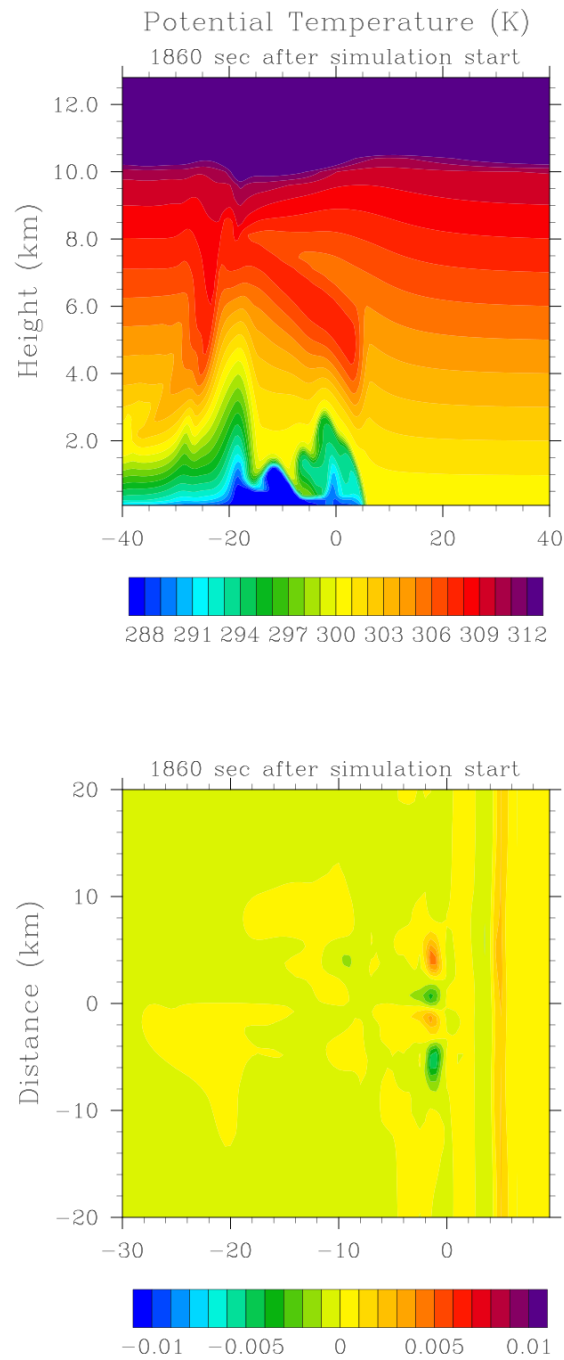 Potential Temperature (K)
1860 sec after simulation start
12.0
10.0
8.0
6.0
4.0
2.0
Height (km)
−40 −20 0 20 40
288 291 294 297 300 303 306 309 312
1860 sec after simulation start
20
10
0
−10
−20
Distance (km)
−30 −20 −10 0
−0.01 −0.005 0 0.005 0.01